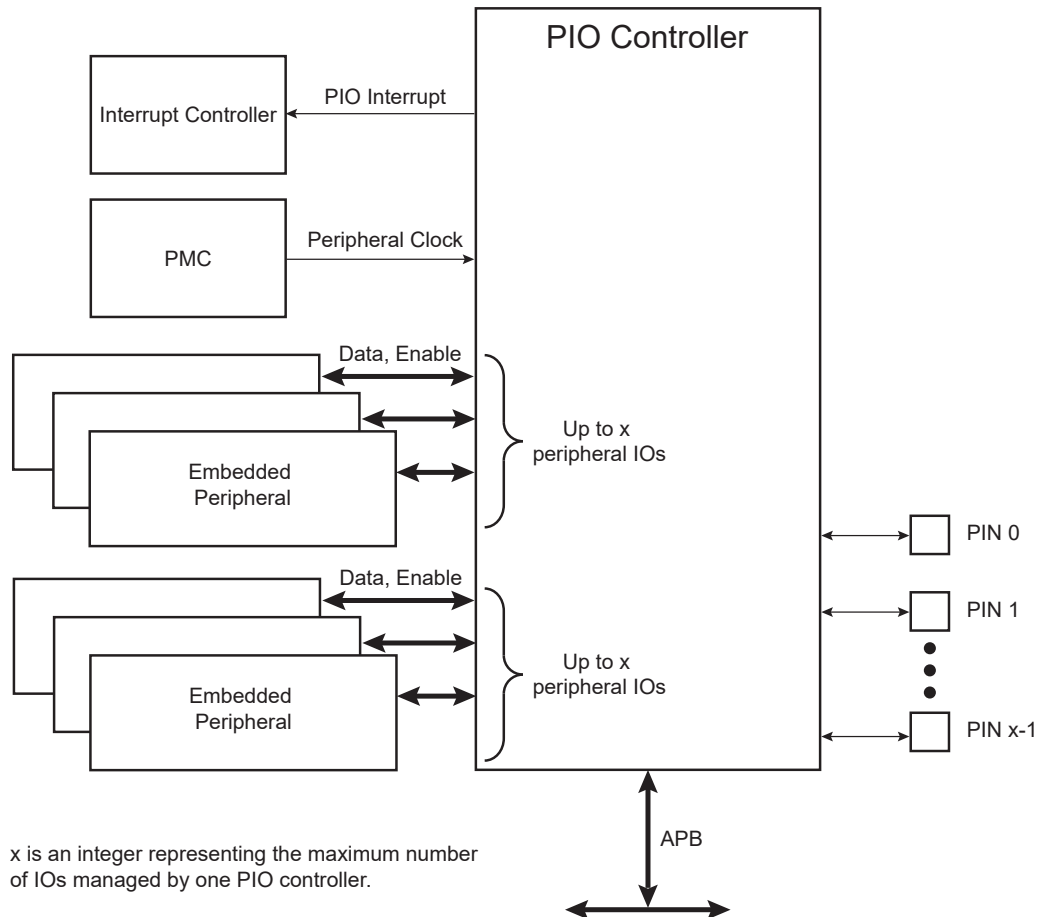 PIO Controller
Interrupt Controller
PIO Interrupt
PMC
Peripheral Clock
Data, Enable
Embedded
Peripheral
Up to x
peripheral IOs
PIN 0
Data, Enable
Embedded
Peripheral
Up to x
peripheral IOs
PIN 1
PIN x-1
APB
x is an integer representing the maximum number
of IOs managed by one PIO controller.